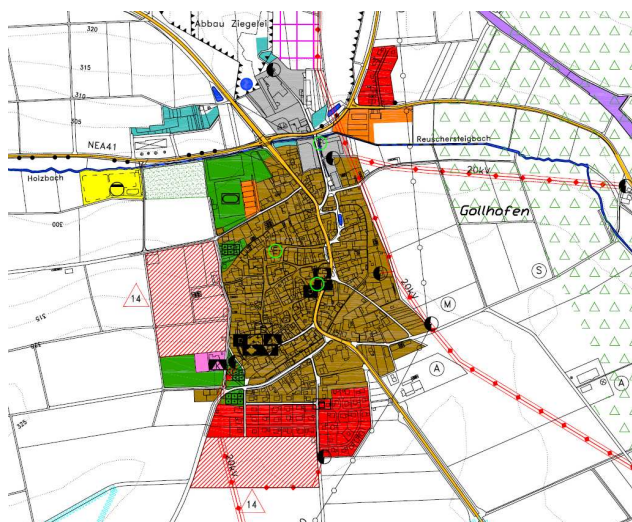 320
Abbau Ziegelei
315
310
305
NEA41
Reuschersteigbach
Holzbach
20kV
Gollhofen
300
S
20kV
14
M
315
A
A
325
20kV
14